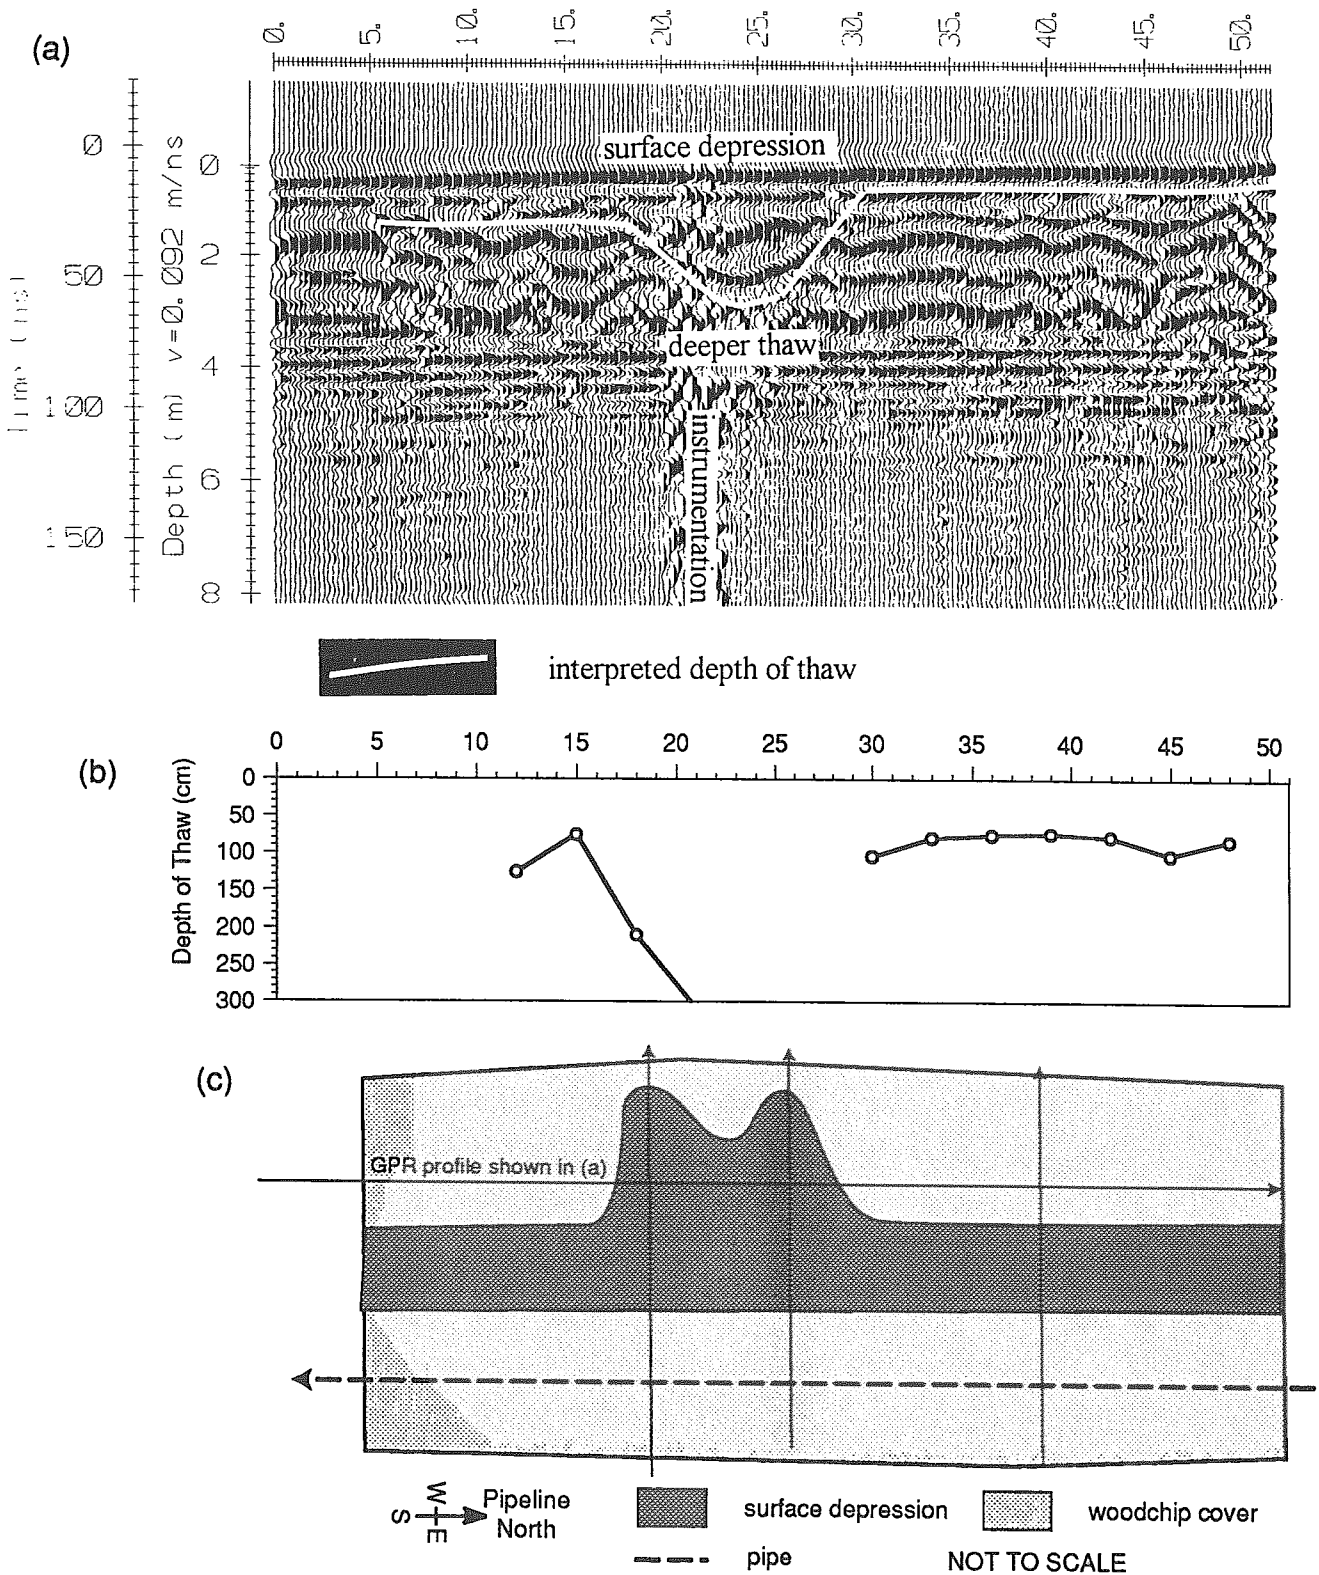 (a)
0. 5. 10. 15. 20. 25. 30. 35. 40. 45. 50.
Depth (m) v=0.092 m/ns
0
50
100
150
0
2
4
6
8
surface depression
deeper thaw
instrumentation
interpreted depth of thaw
(b)
0 5 10 15 20 25 30 35 40 45 50
Depth of Thaw (cm)
0
50
100
150
200
250
300
(c)
GPR profile shown in (a)
W
S
E
Pipeline
North
surface depression
woodchip cover
pipe
NOT TO SCALE